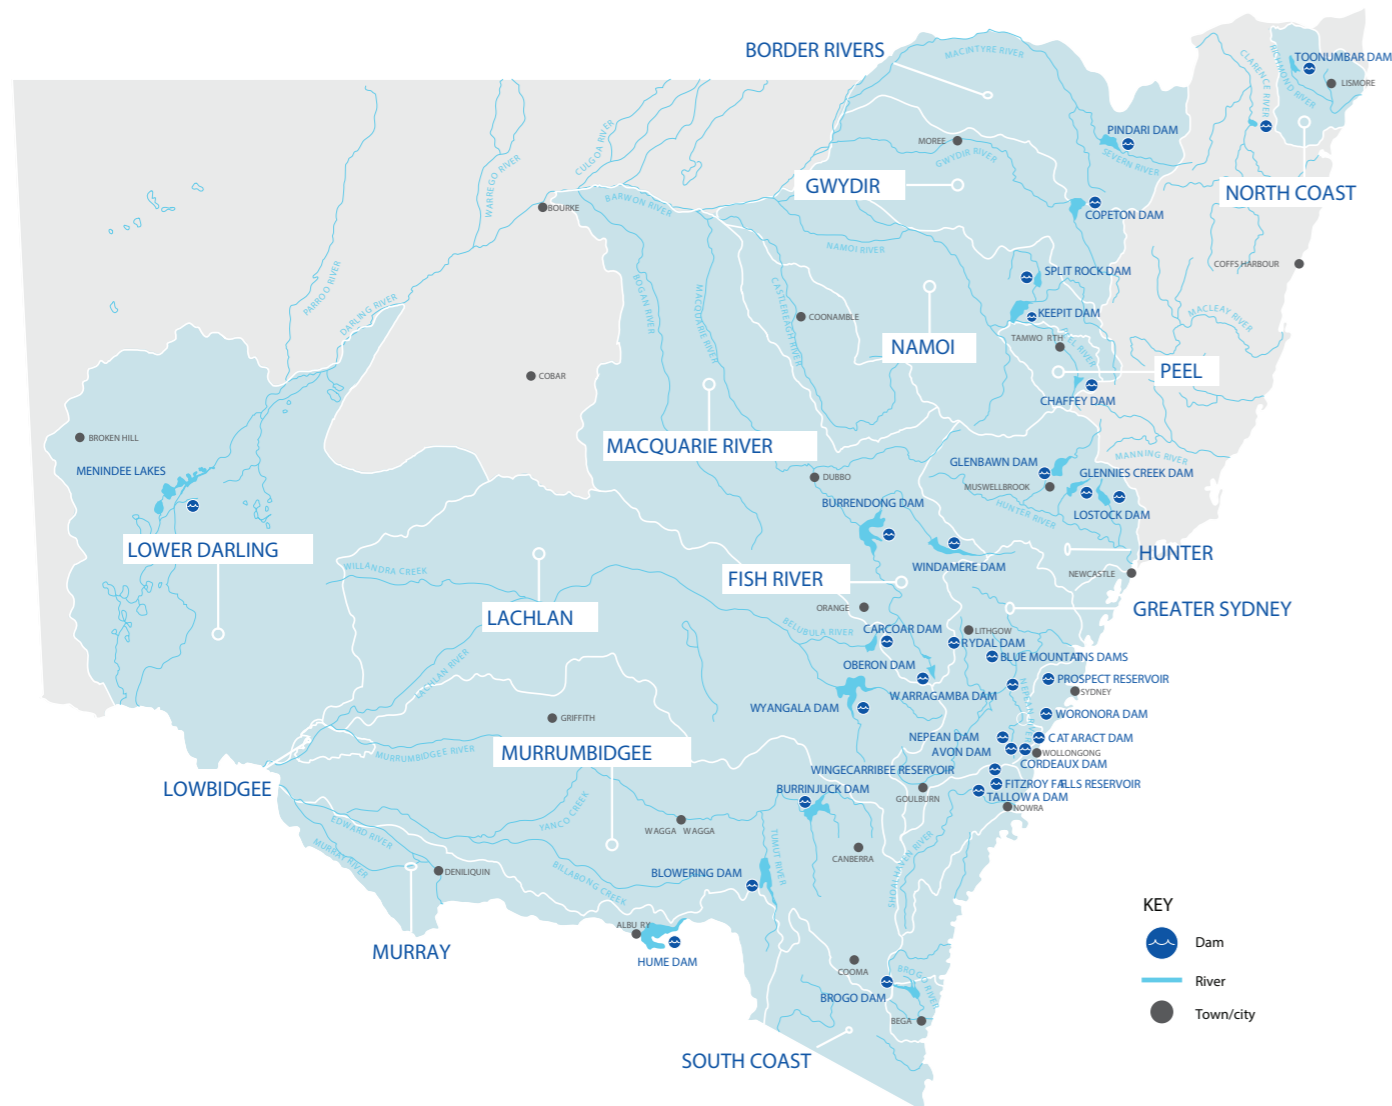 BORDER RIVERS
MACINTYRE RIVER
CLARENCE RIVER
RICHMOND RIVER
TOONUMBAR DAM
LISMORE
PINDARI DAM
MOREE
SEVERN RIVER
GWYDIR RIVER
CULGOA RIVER
WARREGO RIVER
GWYDIR
NORTH COAST
COPETON DAM
BOURKE
BARWON RIVER
NAMOI RIVER
COFFS HARBOUR
SPLIT ROCK DAM
PARROO RIVER
DARLING RIVER
BOGAN RIVER
MACQUARIE RIVER
CASTLEREAGH RIVER
COONAMBLE
KEEPIT DAM
MACLEAY RIVER
TAMWO RTH
PEEL RIVER
NAMOI
PEEL
COBAR
CHAFFEY DAM
BROKEN HILL
MACQUARIE RIVER
MANNING RIVER
MENINDEE LAKES
GLENBAWN DAM
GLENNIES CREEK DAM
DUBBO
MUSWELLBROOK
BURRENDONG DAM
HUNTER RIVER
LOSTOCK DAM
LOWER DARLING
HUNTER
WINDAMERE DAM
WILLANDRA CREEK
FISH RIVER
NEWCASTLE
LACHLAN
ORANGE
GREATER SYDNEY
BELUBULA RIVER
CARCOAR DAM
LITHGOW
RYDAL DAM
BLUE MOUNTAINS DAMS
OBERON DAM
LACHLAN RIVER
PROSPECT RESERVOIR
WARRAGAMBA DAM
NEPEAN RIVER
SYDNEY
WYANGALA DAM
WORONORA DAM
GRIFFITH
NEPEAN DAM
CATARACT DAM
MURRUMBIDGEE RIVER
MURRUMBIDGEE
AVON DAM
WOLLONGONG
CORDEAUX DAM
WINGECARRIBEE RESERVOIR
LOWBIDGEE
BURRINJUCK DAM
FITZROY FALLS RESERVOIR
GOULBURN
TALLOWA DAM
NOWRA
YANCO CREEK
EDWARD RIVER
WAGGA WAGGA
MURRAY RIVER
TUMUT RIVER
CANBERRA
SHOALHAVEN RIVER
DENILIQUIN
BILLABONG CREEK
BLOWERING DAM
KEY
ALBU RY
Dam
MURRAY
HUME DAM
COOMA
BROGO RIVER
River
BROGO DAM
Town/city
BEGA
SOUTH COAST